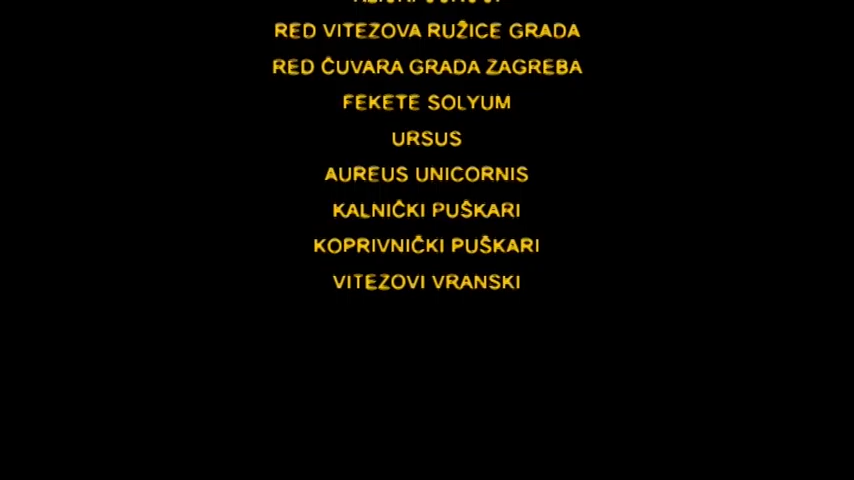 RED VITEZOVA RUŽICE GRADA
RED ČUVARA GRADA ZAGREBA
FEKETE SOLYUM
URSUS
AUREUS UNICORNIS
KALNIČKI PUŠKARI
KOPRIVNIČKI PUŠKARI
VITEZOVI VRANSKI